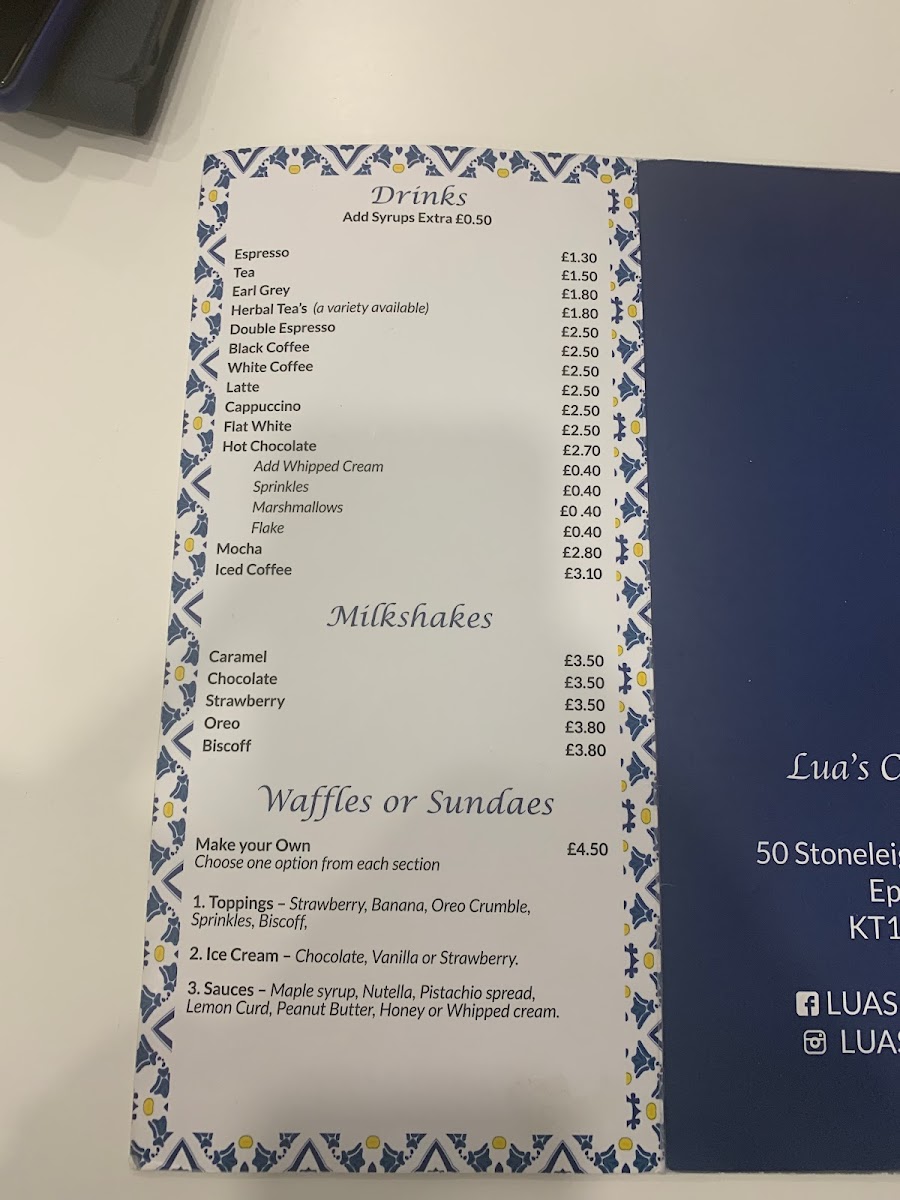 Drinks
Add Syrups Extra £0.50
Espresso £1.30
Tea £1.50
Earl Grey £1.80
Herbal Tea's (a variety available) £1.80
Double Espresso £2.50
Black Coffee £2.50
White Coffee £2.50
Latte £2.50
Cappuccino £2.50
Flat White £2.50
Hot Chocolate £2.70
Add Whipped Cream £0.40
Sprinkles £0.40
Marshmallows £0 .40
Flake £0.40
Mocha £2.80
Iced Coffee £3.10
Milkshakes
Caramel £3.50
Chocolate £3.50
Strawberry £3.50
Oreo £3.80
Biscoff £3.80
Waffles or Sundaes
Make your Own £4.50
Choose one option from each section
1. Toppings – Strawberry, Banana, Oreo Crumble,
Sprinkles, Biscoff,
2. Ice Cream – Chocolate, Vanilla or Strawberry.
3. Sauces – Maple syrup, Nutella, Pistachio spread,
Lemon Curd, Peanut Butter, Honey or Whipped cream.
Lua's
50
LUAS